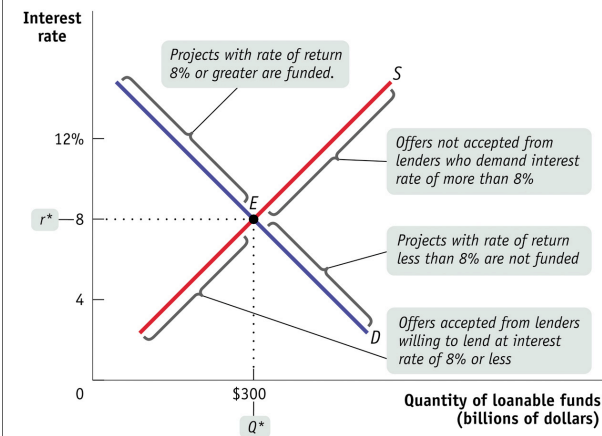 Interest
rate
Projects with rate of return
8% or greater are funded.
S
12%
Offers not accepted from
lenders who demand interest
rate of more than 8%
E
r*
8
Projects with rate of return
less than 8% are not funded
4
Offers accepted from lenders
willing to lend at interest
rate of 8% or less
D
0
$300
Quantity of loanable funds
(billions of dollars)
Q*